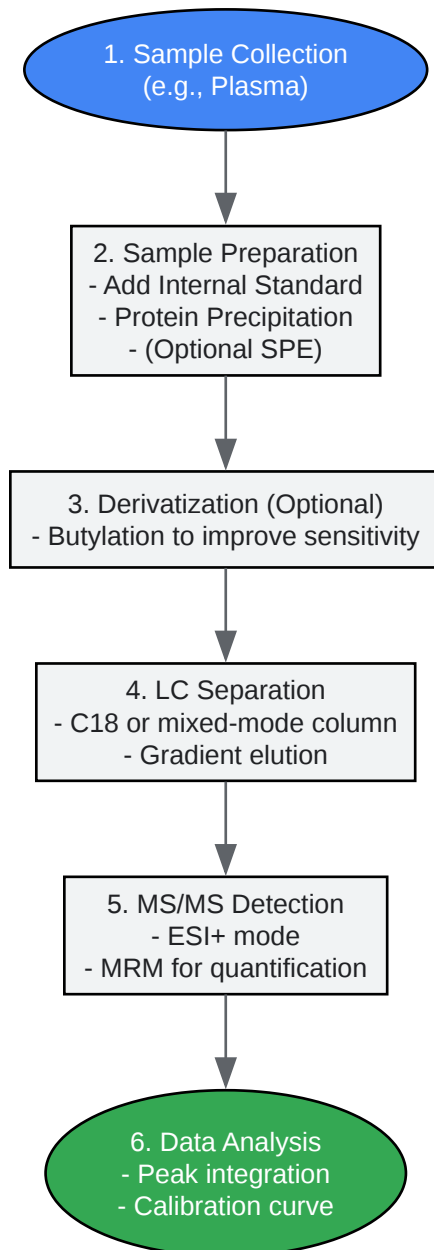 1. Sample Collection
(e.g., Plasma)
2. Sample Preparation
- Add Internal Standard
- Protein Precipitation
- (Optional SPE)
3. Derivatization (Optional)
- Butylation to improve sensitivity
4. LC Separation
- C18 or mixed-mode column
- Gradient elution
5. MS/MS Detection
- ESI+ mode
- MRM for quantification
6. Data Analysis
- Peak integration
- Calibration curve